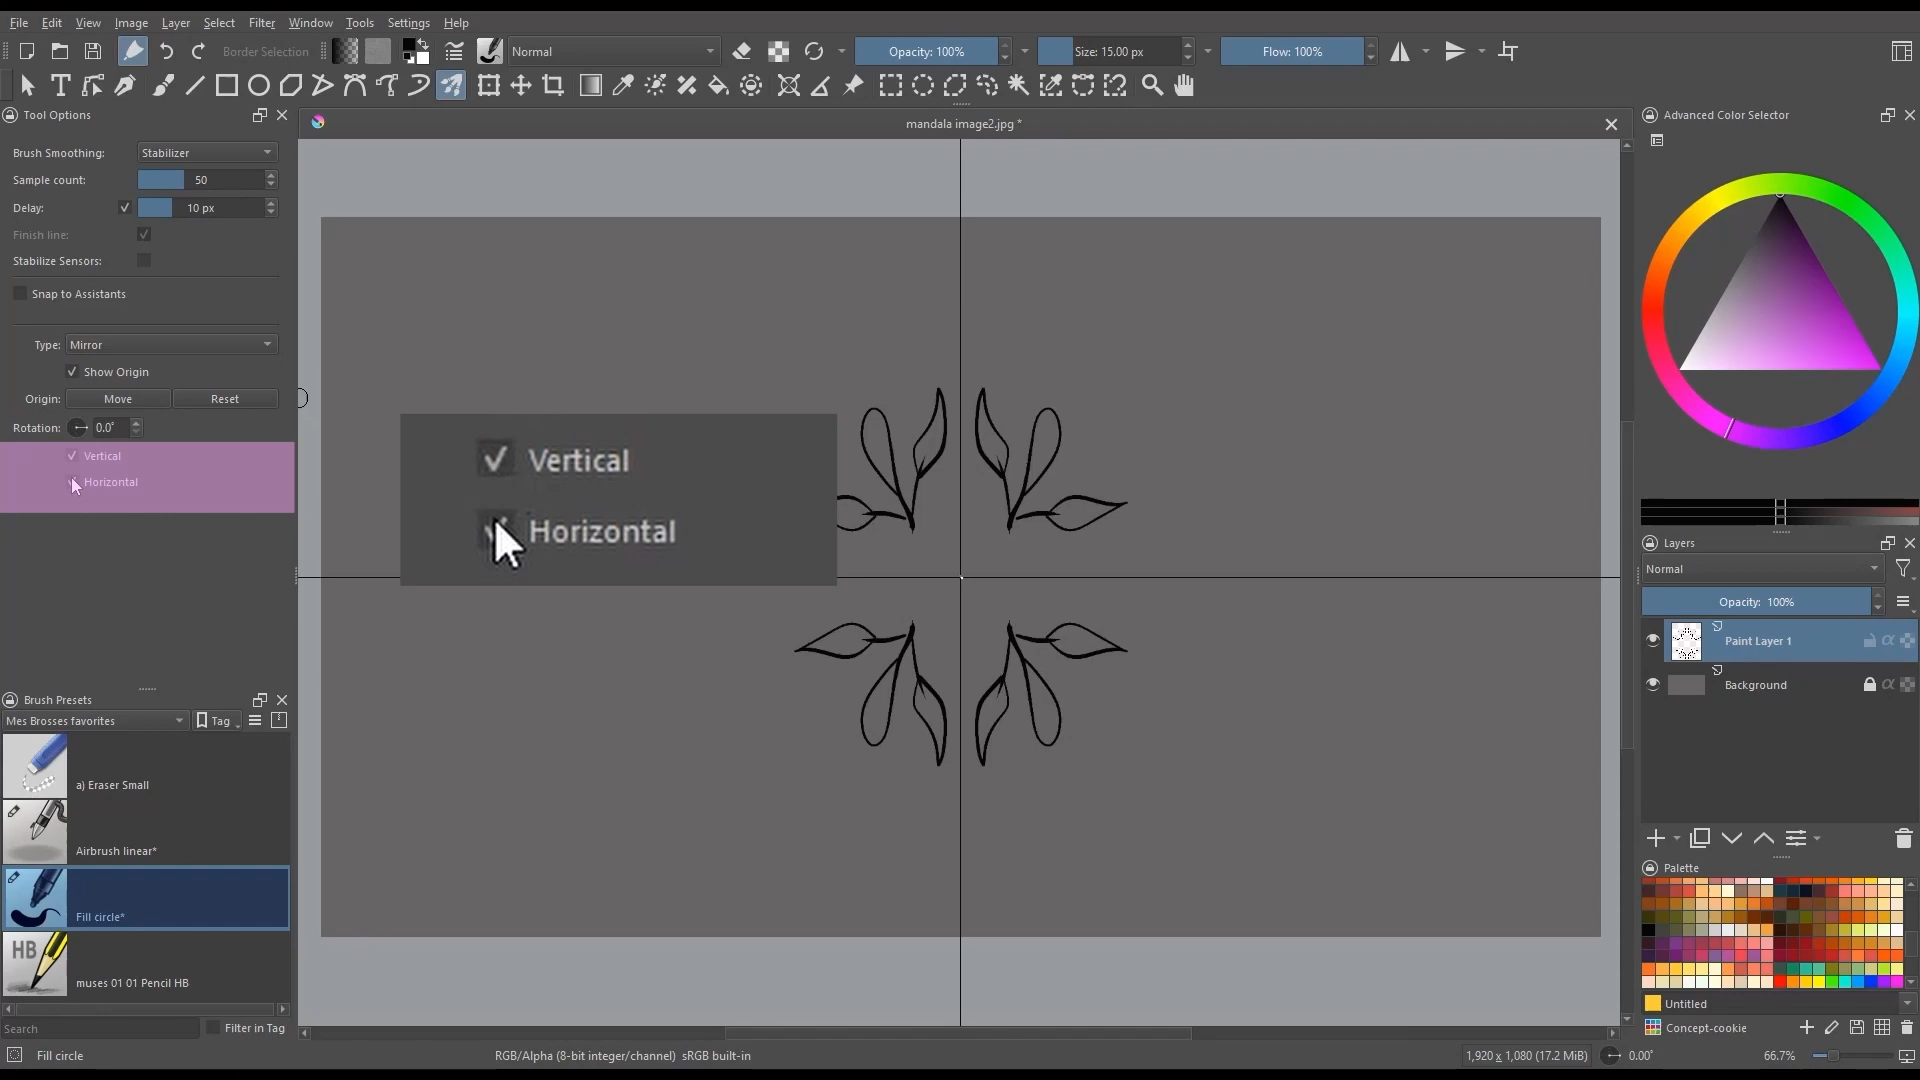 File Edit View Image Layer Select Filter Image Window Tools Settings Help
Border Selection Normal Opacity: 100% Size: 15.00 px Flow: 100%
Tool Options
mandala image2.jpg *
Advanced Color Selector
Brush Smoothing: Stabilizer
Sample count: 50
Delay: 10 px
Finish line:
Stabilize Sensors:
Snap to Assistants
Type: Mirror
Show Origin
Origin: Move Reset
Rotation: 0.0°
Vertical
Horizontal
Vertical
Horizontal
Layers
Normal
Opacity: 100%
Paint Layer 1
Background
Brush Presets
Mes Brosses favorites Tag
a) Eraser Small
Airbrush linear*
Fill circle*
HB
muses 01 01 Pencil HB
Search Filter in Tag
Palette
Untitled
Concept-cookie
Fill circle
RGB/Alpha (8-bit integer/channel) sRGB built-in
1,920 x 1,080 (17.2 MiB) 0.00° 66.7%